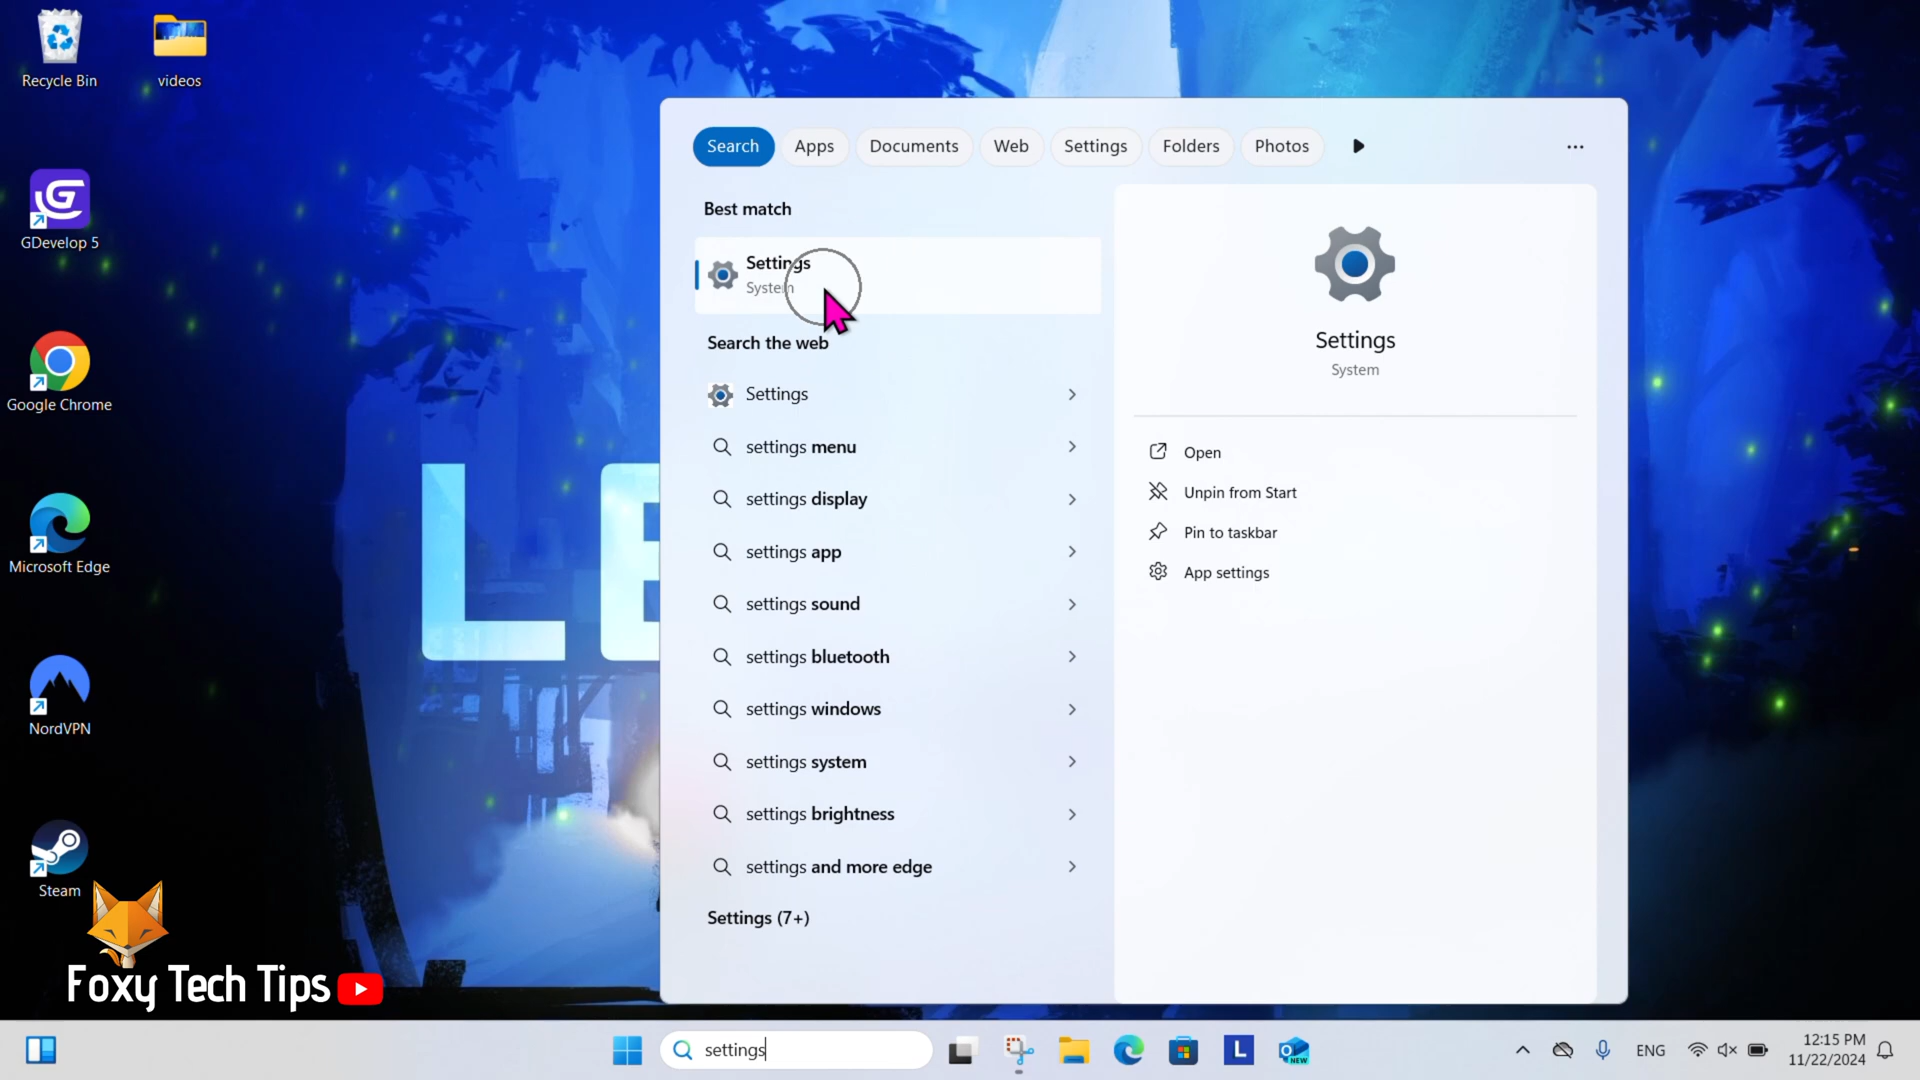 Recycle Bin
videos
GDevelop 5
Google Chrome
Microsoft Edge
NordVPN
Steam
LE
Foxy Tech Tips
Search
Apps
Documents
Web
Settings
Folders
Photos
Best match
Settings
System
Search the web
Settings
settings menu
settings display
settings app
settings sound
settings bluetooth
settings windows
settings system
settings brightness
settings and more edge
Settings (7+)
Settings
System
Open
Unpin from Start
Pin to taskbar
App settings
settings
L
NEW
ENG
12:15 PM
11/22/2024